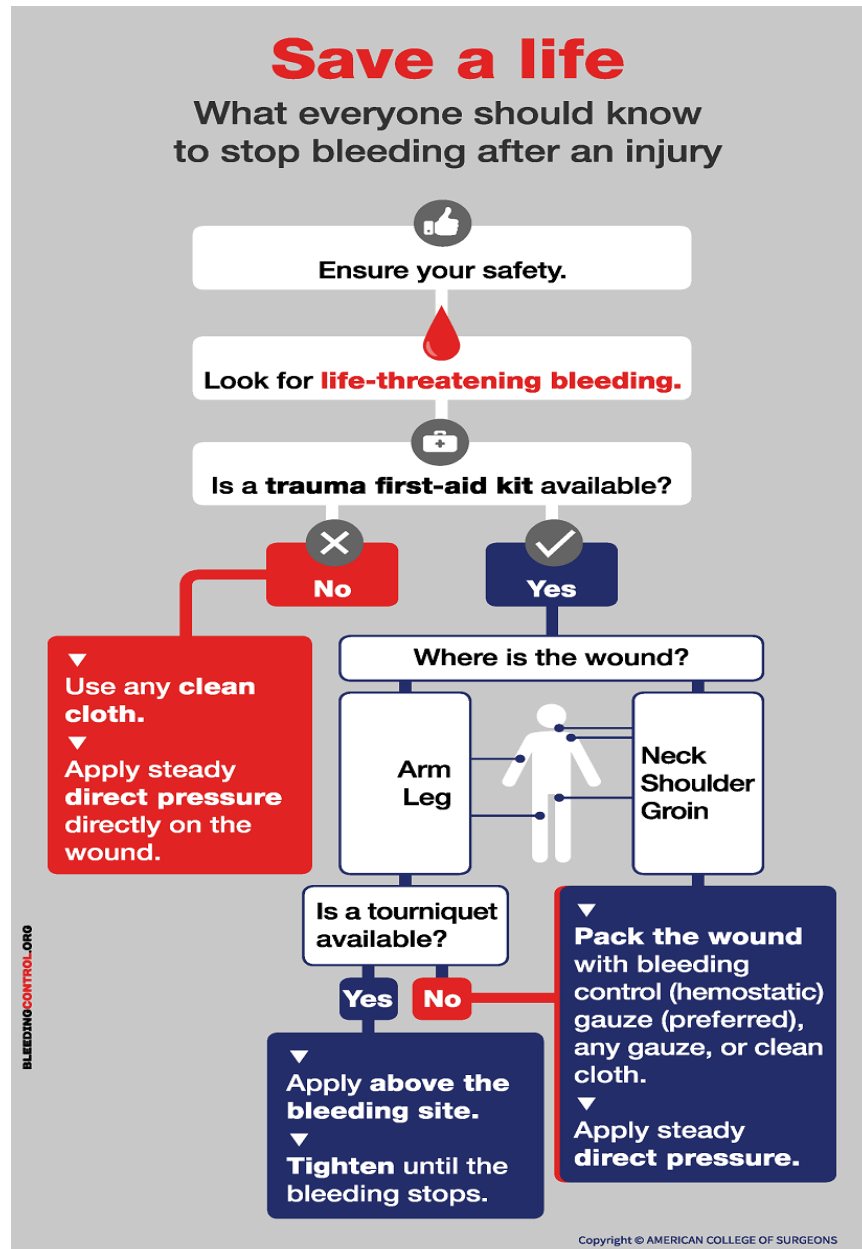 Save a life
What everyone should know
to stop bleeding after an injury
Ensure your safety.
Look for life-threatening bleeding.
Is a trauma first-aid kit available?
No
Yes
Use any clean
cloth.
Apply steady
direct pressure
directly on the
wound.
Where is the wound?
Arm
Leg
Neck
Shoulder
Groin
Is a tourniquet
available?
Yes
No
Apply above the
bleeding site.
Tighten until the
bleeding stops.
Pack the wound
with bleeding
control (hemostatic)
gauze (preferred),
any gauze, or clean
cloth.
Apply steady
direct pressure.
BLEEDINGCONTROL.ORG
Copyright © AMERICAN COLLEGE OF SURGEONS